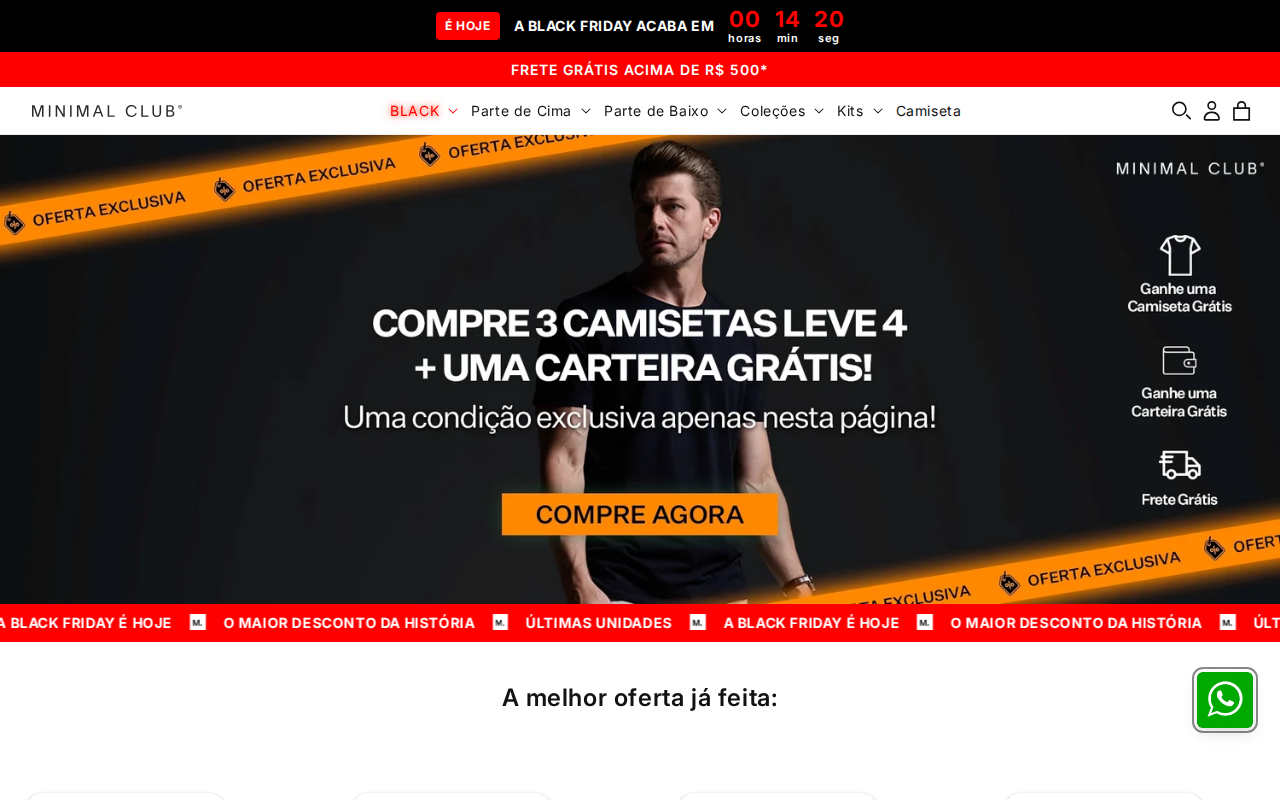 É HOJE
A BLACK FRIDAY ACABA EM
00 14 20
horas min seg
FRETE GRÁTIS ACIMA DE R$ 500*
MINIMAL CLUB®
BLACK Parte de Cima Parte de Baixo Coleções Kits Camiseta
OFERTA EXCLUSIVA OFERTA EXCLUSIVA OFERTA EXCLUSIVA
MINIMAL CLUB®
COMPRE 3 CAMISETAS LEVE 4
+ UMA CARTEIRA GRÁTIS!
Uma condição exclusiva apenas nesta página!
COMPRE AGORA
Ganhe uma
Camiseta Grátis
Ganhe uma
Carteira Grátis
Frete Grátis
EXCLUSIVA OFERTA EXCLUSIVA OFERT
A BLACK FRIDAY É HOJE M. O MAIOR DESCONTO DA HISTÓRIA M. ÚLTIMAS UNIDADES M. A BLACK FRIDAY É HOJE M. O MAIOR DESCONTO DA HISTÓRIA M. ÚLT
A melhor oferta já feita: